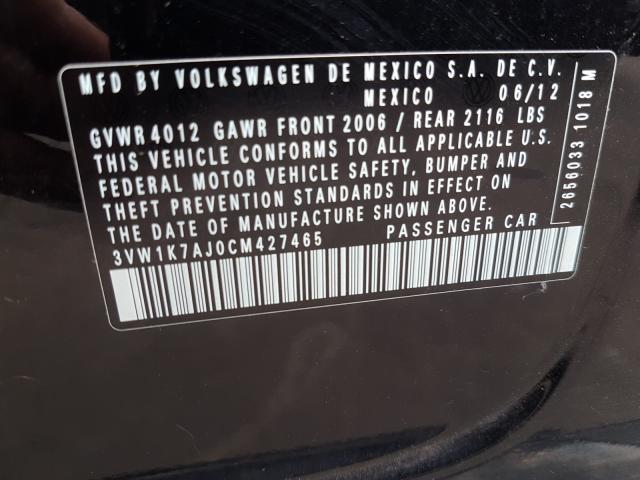 MFD BY VOLKSWAGEN DE MEXICO S.A. DE C.V.
MEXICO 06/12
GVWR 4012 GAWR FRONT 2006 / REAR 2116 LBS
THIS VEHICLE CONFORMS TO ALL APPLICABLE U.S.
FEDERAL MOTOR VEHICLE SAFETY, BUMPER AND
THEFT PREVENTION STANDARDS IN EFFECT ON
THE DATE OF MANUFACTURE SHOWN ABOVE.
3VW1K7AJ0CM427465 PASSENGER CAR
2656033 1018 M